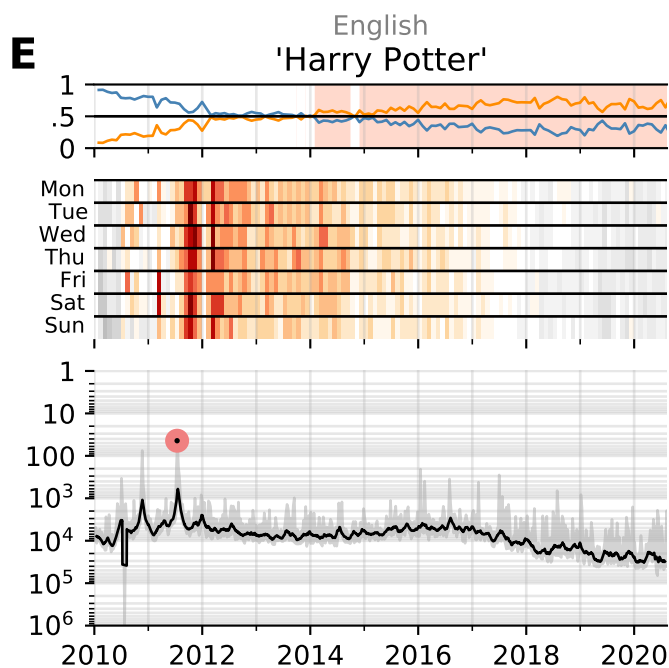 English
E
'Harry Potter'
1
.5
0
Mon
Tue
Wed
Thu
Fri
Sat
Sun
1
10
100
10³
10⁴
10⁵
10⁶
2010 2012 2014 2016 2018 2020